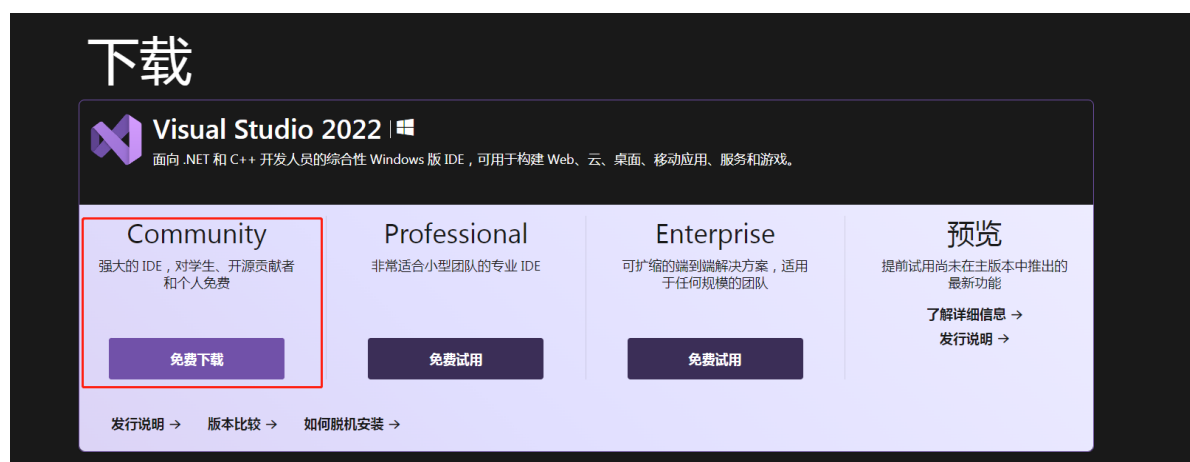 下载
Visual Studio 2022
面向 .NET 和 C++ 开发人员的综合性 Windows 版 IDE，可用于构建 Web、云、桌面、移动应用、服务和游戏。
Community
强大的 IDE，对学生、开源贡献者
和个人免费
免费下载
Professional
非常适合小型团队的专业 IDE
免费试用
Enterprise
可扩缩的端到端解决方案，适用
于任何规模的团队
免费试用
预览
提前试用尚未在主版本中推出的
最新功能
了解详细信息 →
发行说明 →
发行说明 → 版本比较 → 如何脱机安装 →